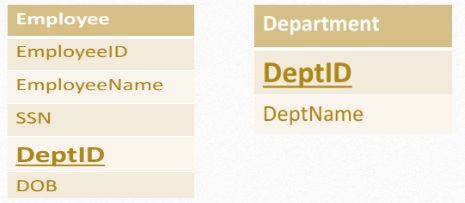 Employee
EmployeeID
EmployeeName
SSN
DeptID
DOB
Department
DeptID
DeptName